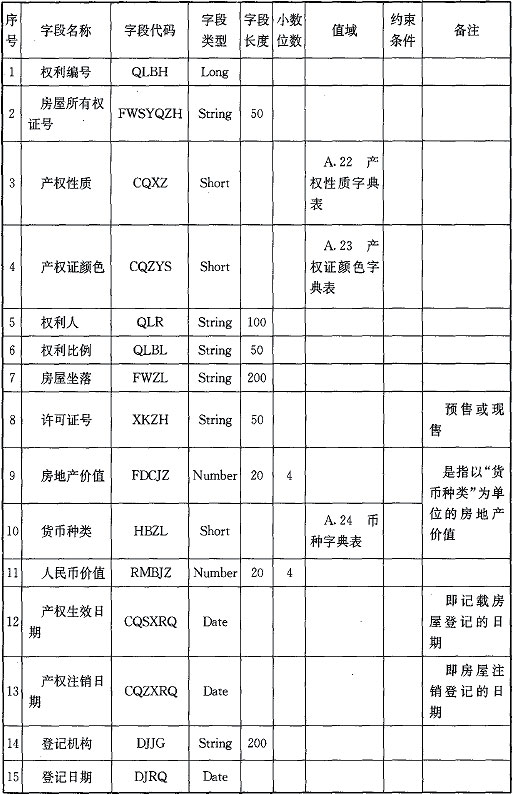 序号 字段名称 字段代码 字段类型 字段长度 小数位数 值域 约束条件 备注
1 权利编号 QLBH Long
2 房屋所有权证号 FWSYQZH String 50
3 产权性质 CQXZ Short A.22 产权性质字典表
4 产权证颜色 CQZYS Short A.23 产权证颜色字典表
5 权利人 QLR String 100
6 权利比例 QLBL String 50
7 房屋坐落 FWZL String 200
8 许可证号 XKZH String 50 预售或现售
9 房地产价值 FDCJZ Number 20 4 是指以“货币种类”为单位的房地产价值
10 货币种类 HBZL Short A.24 币种字典表
11 人民币价值 RMBJZ Number 20 4
12 产权生效日期 CQSXRQ Date 即记载房屋登记的日期
13 产权注销日期 CQZXRQ Date 即房屋注销登记的日期
14 登记机构 DJJG String 200
15 登记日期 DJRQ Date